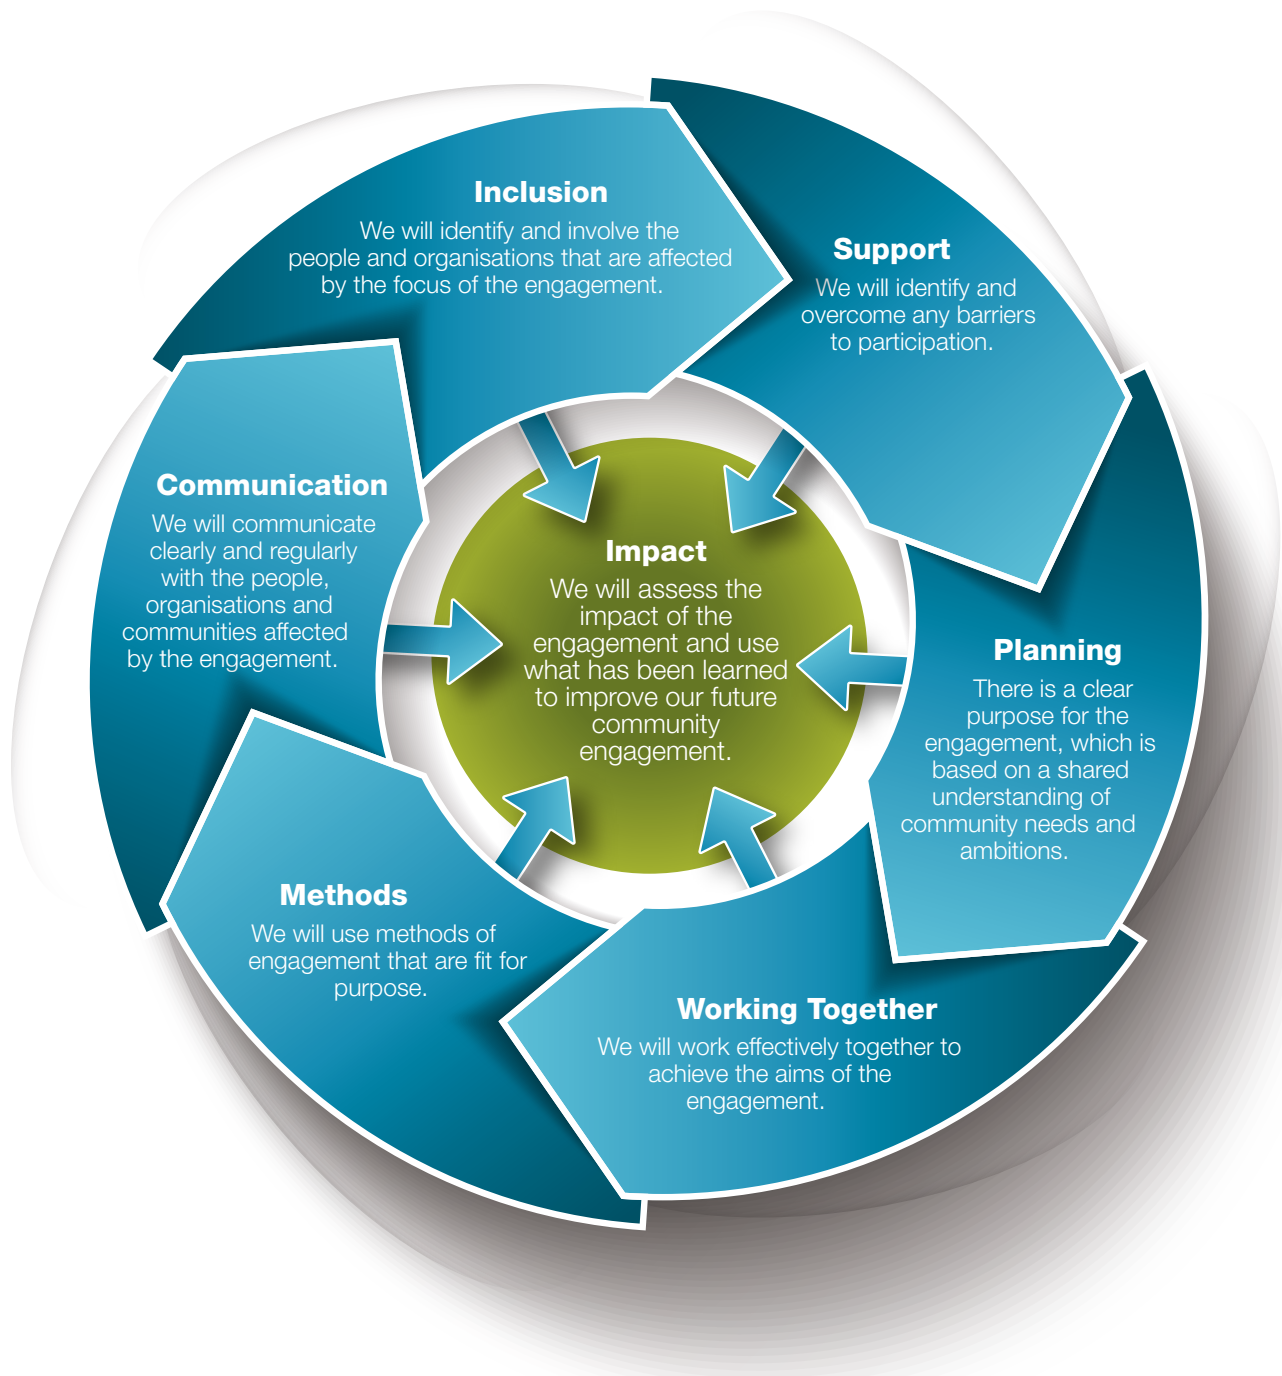 Inclusion
We will identify and involve the
people and organisations that are affected
by the focus of the engagement.
Support
We will identify and
overcome any barriers
to participation.
Planning
There is a clear
purpose for the
engagement, which is
based on a shared
understanding of
community needs and
ambitions.
Working Together
We will work effectively together to
achieve the aims of the
engagement.
Methods
We will use methods of
engagement that are fit for
purpose.
Communication
We will communicate
clearly and regularly
with the people,
organisations and
communities affected
by the engagement.
Impact
We will assess the
impact of the
engagement and use
what has been learned
to improve our future
community
engagement.